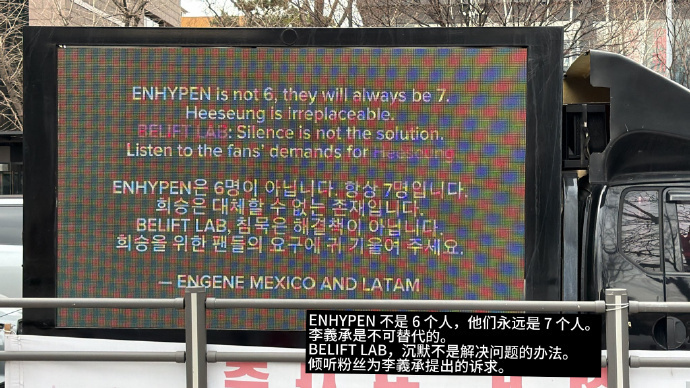 ENHYPEN is not 6, they will always be 7.
Heeseung is irreplaceable.
BELIFT LAB: Silence is not the solution.
Listen to the fans' demands for Heeseung.
ENHYPEN은 6명이 아닙니다. 항상 7명입니다.
희승은 대체할 수 없는 존재입니다.
BELIFT LAB, 침묵은 해결책이 아닙니다.
희승을 위한 팬들의 요구에 귀 기울여 주세요.
— ENGENE MEXICO AND LATAM
ENHYPEN 不是 6 个人，他们永远是 7 个人。
李義承是不可替代的。
BELIFT LAB，沉默不是解决问题的办法。
倾听粉丝为李義承提出的诉求。